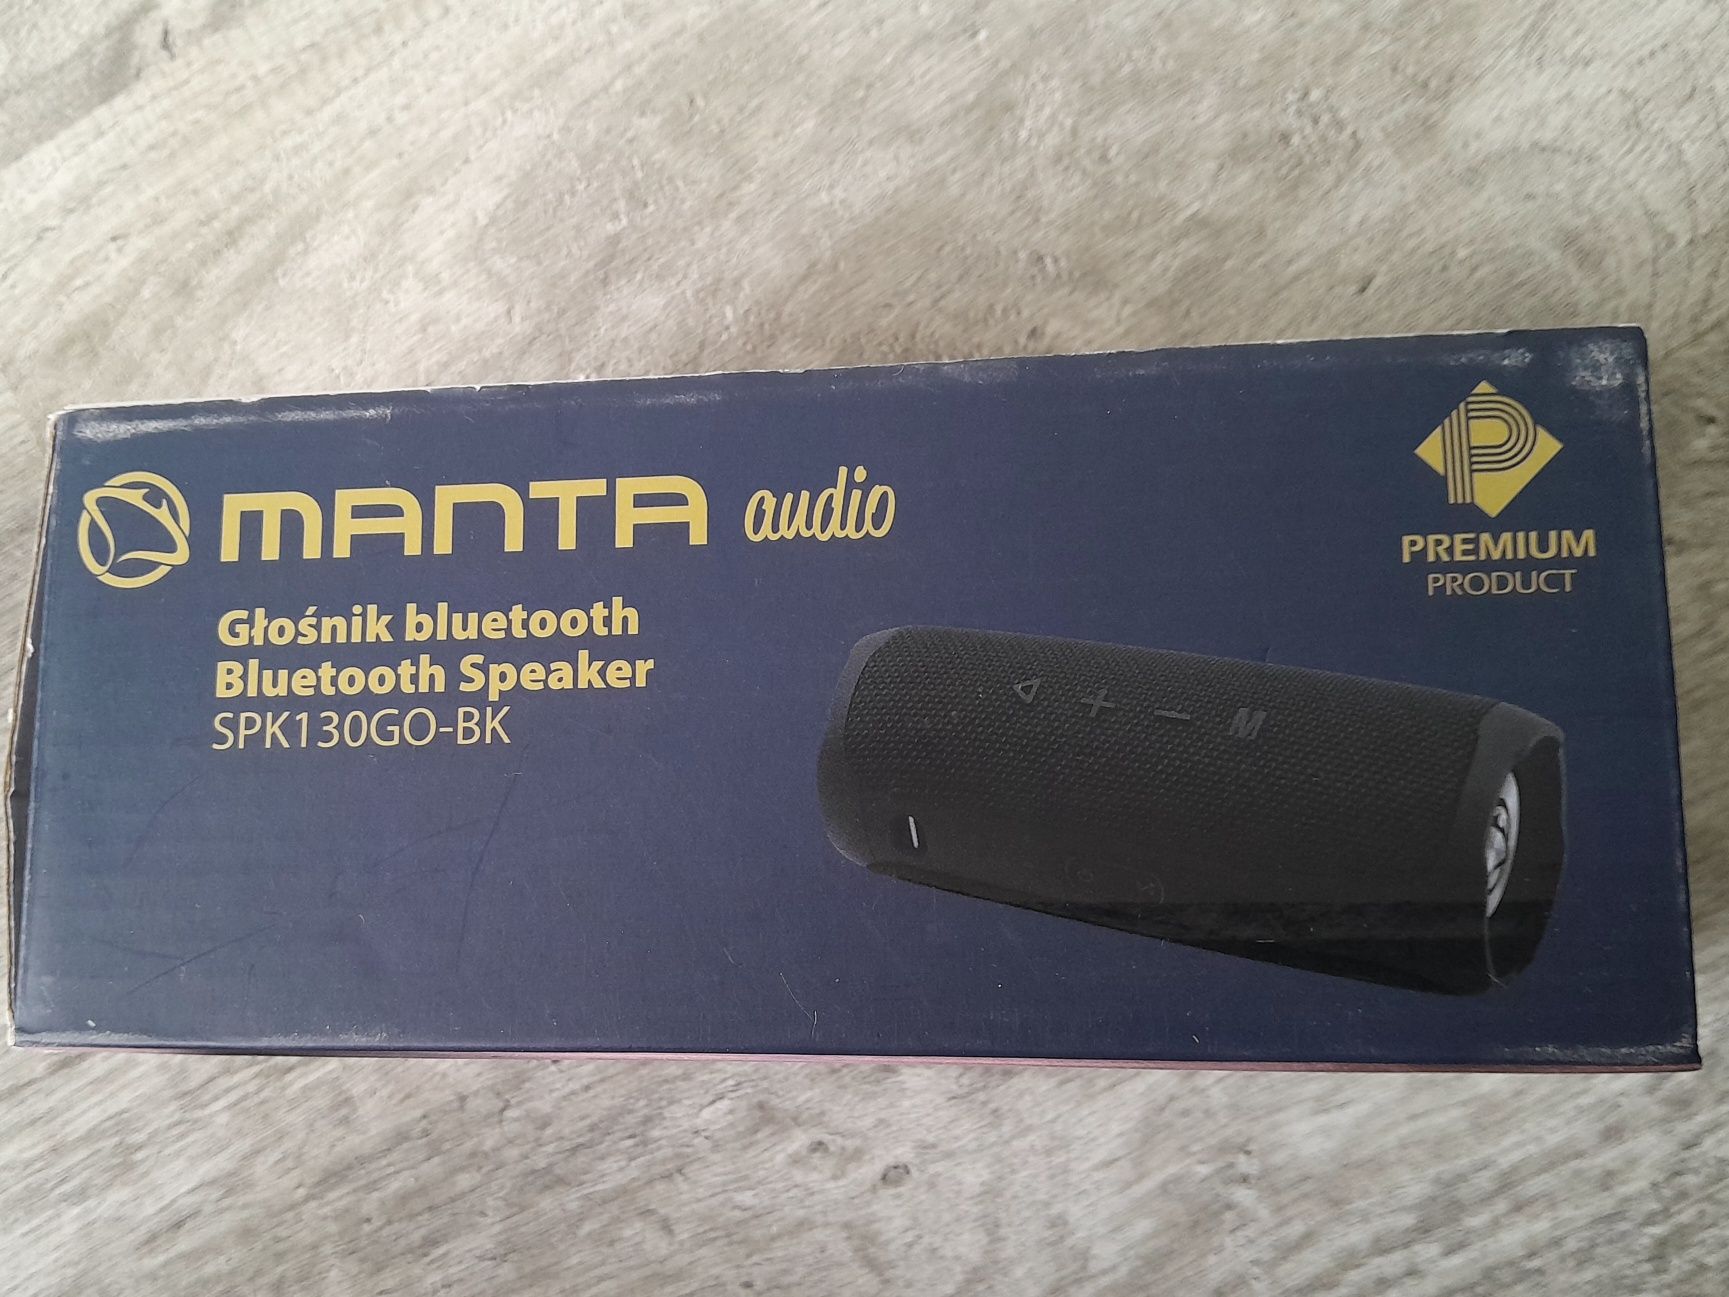 MANTA audio
Głośnik bluetooth
Bluetooth Speaker
SPK130GO-BK
P
PREMIUM
PRODUCT
M